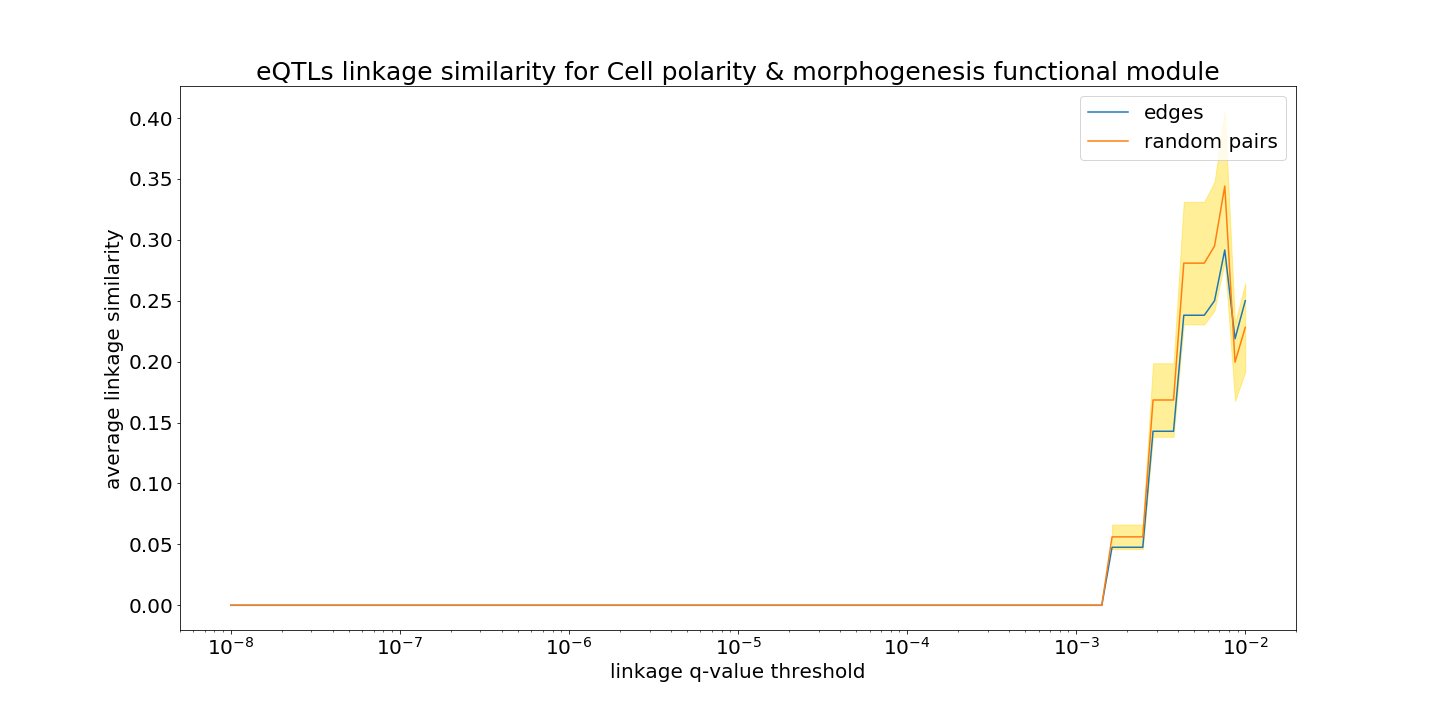 eQTLs linkage similarity for Cell polarity & morphogenesis functional module
edges
random pairs
average linkage similarity
0.40
0.35
0.30
0.25
0.20
0.15
0.10
0.05
0.00
10⁻⁸ 10⁻⁷ 10⁻⁶ 10⁻⁵ 10⁻⁴ 10⁻³ 10⁻²
linkage q-value threshold